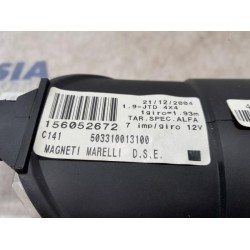 SIA
21/12/2004
1.9-JTD 4X4
1giro=1.93m
TAR.SPEC.ALFA
156052672 7 imp/giro 12V
C141 503310013100
MAGNETI MARELLI D.S.E.